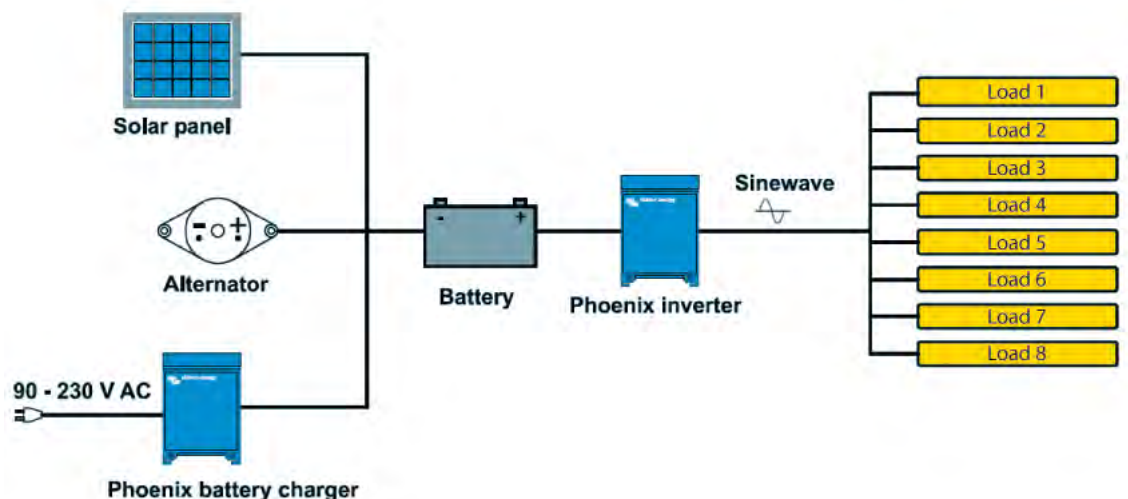 Solar panel
Alternator
90 - 230 V AC
Phoenix battery charger
- +
Battery
Phoenix inverter
Sinewave
Load 1
Load 2
Load 3
Load 4
Load 5
Load 6
Load 7
Load 8